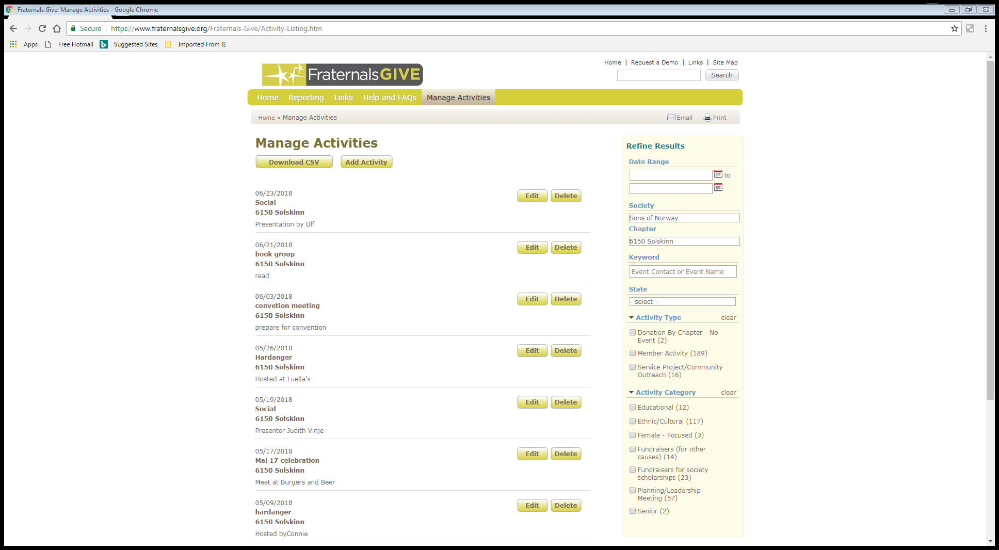 Fraternals Give: Manage Activities - Google Chrome
Secure https://www.fraternalsgive.org/Fraternals-Give/Activity-Listing.htm
Apps Free Hotmail Suggested Sites Imported From IE
Home | Request a Demo | Links | Site Map
FraternalsGIVE
Search
Home Reporting Links Help and FAQs Manage Activities
Home » Manage Activities
Email Print
Manage Activities
Download CSV Add Activity
06/23/2018
Social
6150 Solskinn
Presentation by Ulf
Edit Delete
06/21/2018
book group
6150 Solskinn
read
Edit Delete
06/03/2018
convetion meeting
6150 Solskinn
prepare for convention
Edit Delete
05/26/2018
Hardanger
6150 Solskinn
Hosted at Luella's
Edit Delete
05/19/2018
Social
6150 Solskinn
Presentor Judith Vinje
Edit Delete
05/17/2018
Mai 17 celebration
6150 Solskinn
Meet at Burgers and Beer
Edit Delete
05/09/2018
hardanger
6150 Solskinn
Hosted byConnie
Edit Delete
Refine Results
Date Range
to
Society
Sons of Norway
Chapter
6150 Solskinn
Keyword
Event Contact or Event Name
State
- select -
Activity Type clear
Donation By Chapter - No
Event (2)
Member Activity (189)
Service Project/Community
Outreach (16)
Activity Category clear
Educational (12)
Ethnic/Cultural (117)
Female - Focused (3)
Fundraisers (for other
causes) (14)
Fundraisers for society
scholarships (23)
Planning/Leadership
Meeting (57)
Senior (2)